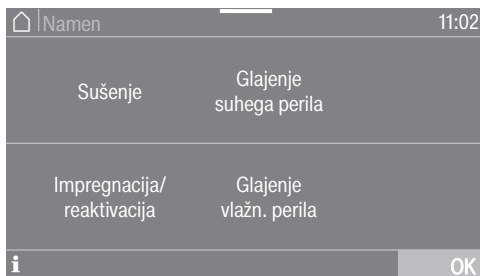 Namen
11:02
Sušenje
Glajenje
suhega perila
Impregnacija/
reaktivacija
Glajenje
vlažn. perila
i
OK